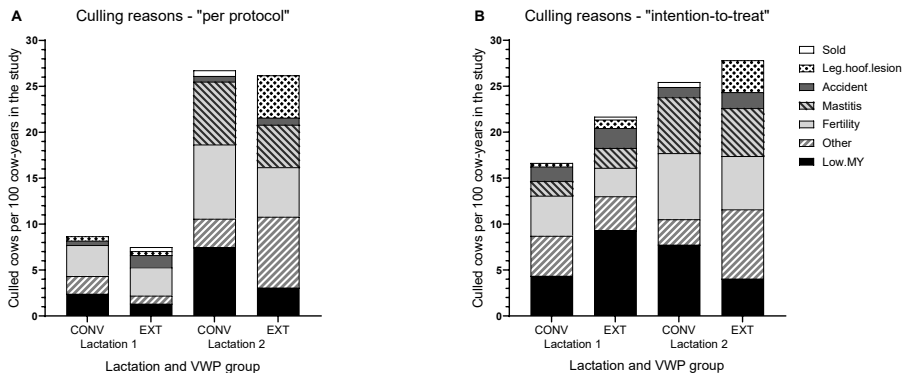 A
Culling reasons - "per protocol"
Culled cows per 100 cow-years in the study
30
25
20
15
10
5
0
CONV EXT CONV EXT
Lactation 1 Lactation 2
Lactation and VWP group
B
Culling reasons - "intention-to-treat"
Culled cows per 100 cow-years in the study
30
25
20
15
10
5
0
CONV EXT CONV EXT
Lactation 1 Lactation 2
Lactation and VWP group
Sold
Leg.hoof.lesion
Accident
Mastitis
Fertility
Other
Low.MY